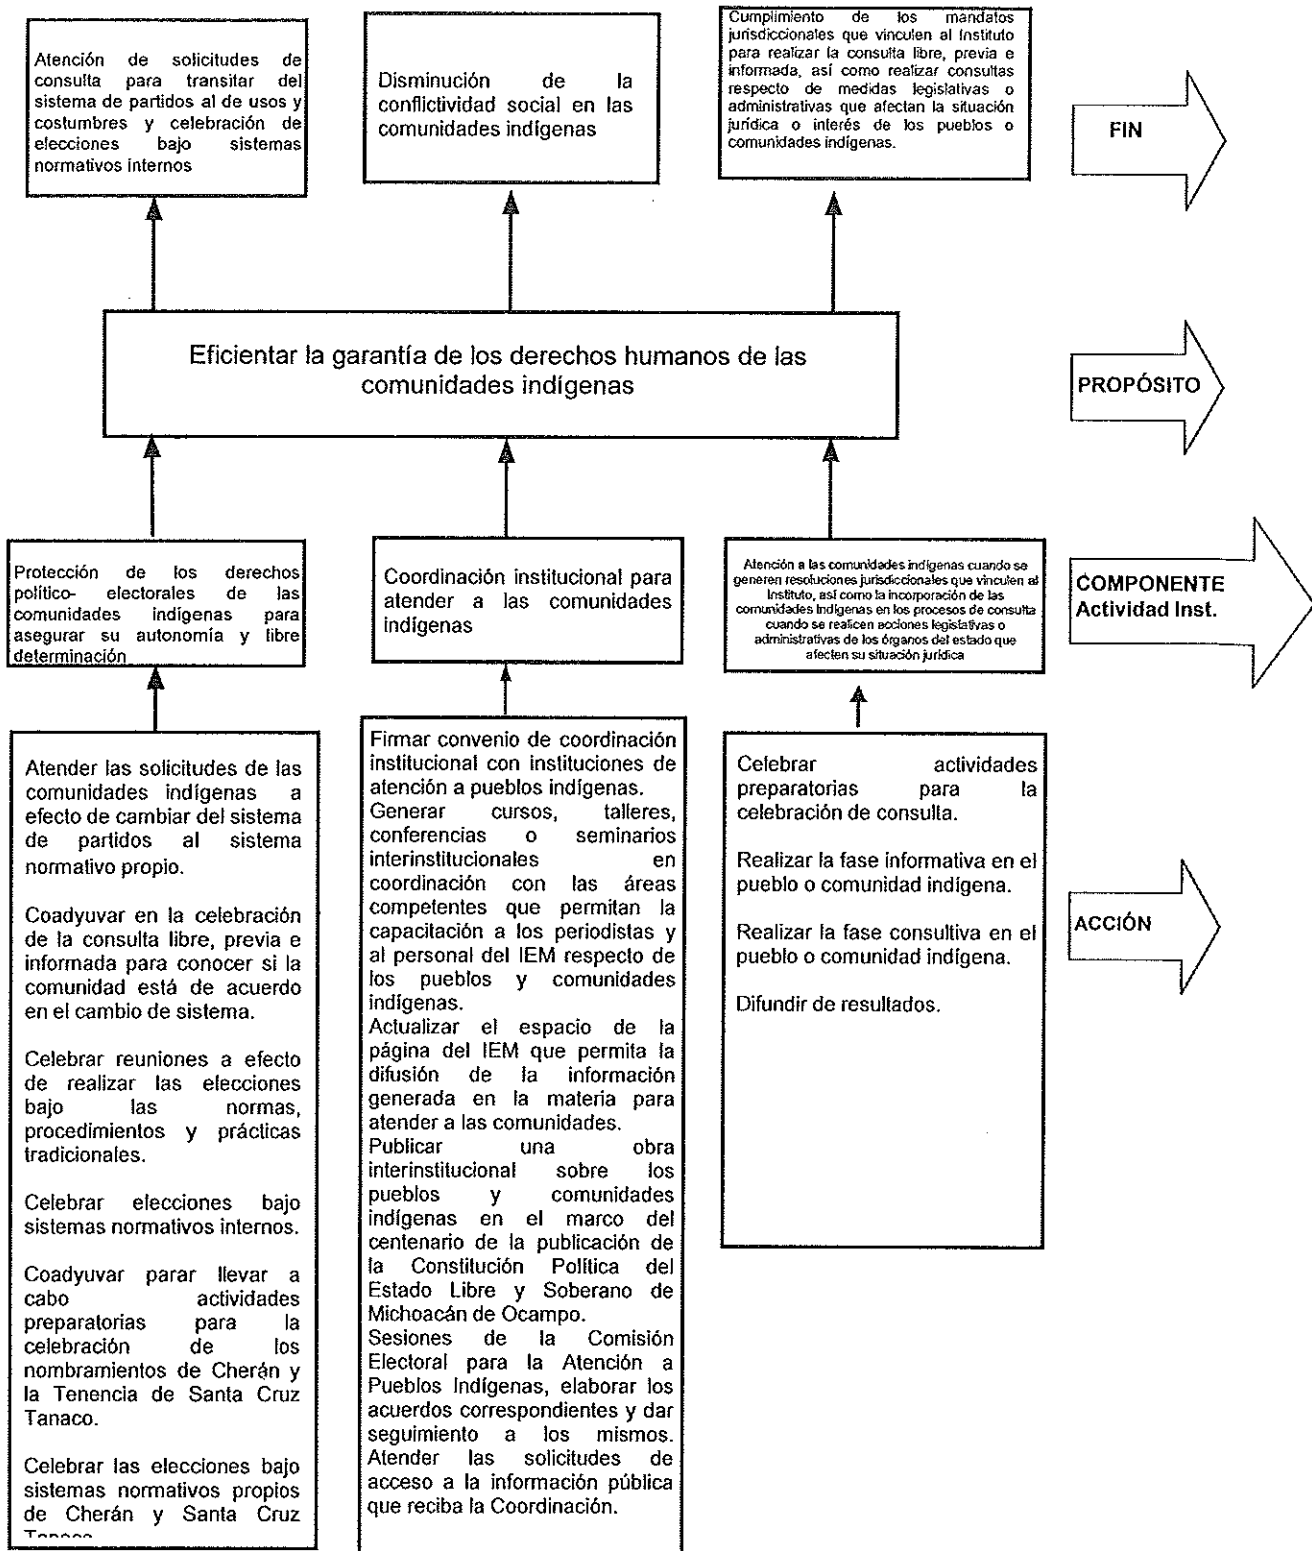 Atención de solicitudes de
consulta para transitar del
sistema de partidos al de usos y
costumbres y celebración de
elecciones bajo sistemas
normativos internos
Disminución de la
conflictividad social en las
comunidades indígenas
Cumplimiento de los mandatos
jurisdiccionales que vinculen al Instituto
para realizar la consulta libre, previa e
informada, así como realizar consultas
respecto de medidas legislativas o
administrativas que afectan la situación
jurídica o interés de los pueblos o
comunidades indígenas.
FIN
Eficientar la garantía de los derechos humanos de las
comunidades indígenas
PROPÓSITO
Protección de los derechos
político- electorales de las
comunidades indígenas para
asegurar su autonomía y libre
determinación
Coordinación institucional para
atender a las comunidades
indígenas
Atención a las comunidades indígenas cuando se
generen resoluciones jurisdiccionales que vinculen al
Instituto, así como la incorporación de las
comunidades Indígenas en los procesos de consulta
cuando se realicen acciones legislativas o
administrativas de los órganos del estado que
afecten su situación jurídica
COMPONENTE
Actividad Inst.
Atender las solicitudes de las
comunidades indígenas a
efecto de cambiar del sistema
de partidos al sistema
normativo propio.
Coadyuvar en la celebración
de la consulta libre, previa e
informada para conocer si la
comunidad está de acuerdo
en el cambio de sistema.
Celebrar reuniones a efecto
de realizar las elecciones
bajo las normas,
procedimientos y prácticas
tradicionales.
Celebrar elecciones bajo
sistemas normativos internos.
Coadyuvar parar llevar a
cabo actividades
preparatorias para la
celebración de los
nombramientos de Cherán y
la Tenencia de Santa Cruz
Tanaco.
Celebrar las elecciones bajo
sistemas normativos propios
de Cherán y Santa Cruz
Tanaco
Firmar convenio de coordinación
institucional con instituciones de
atención a pueblos indígenas.
Generar cursos, talleres,
conferencias o seminarios
interinstitucionales en
coordinación con las áreas
competentes que permitan la
capacitación a los periodistas y
al personal del IEM respecto de
los pueblos y comunidades
indígenas.
Actualizar el espacio de la
página del IEM que permita la
difusión de la información
generada en la materia para
atender a las comunidades.
Publicar una obra
interinstitucional sobre los
pueblos y comunidades
indígenas en el marco del
centenario de la publicación de
la Constitución Política del
Estado Libre y Soberano de
Michoacán de Ocampo.
Sesiones de la Comisión
Electoral para la Atención a
Pueblos Indígenas, elaborar los
acuerdos correspondientes y dar
seguimiento a los mismos.
Atender las solicitudes de
acceso a la información pública
que reciba la Coordinación.
Celebrar actividades
preparatorias para la
celebración de consulta.
Realizar la fase informativa en el
pueblo o comunidad indígena.
Realizar la fase consultiva en el
pueblo o comunidad indígena.
Difundir de resultados.
ACCIÓN